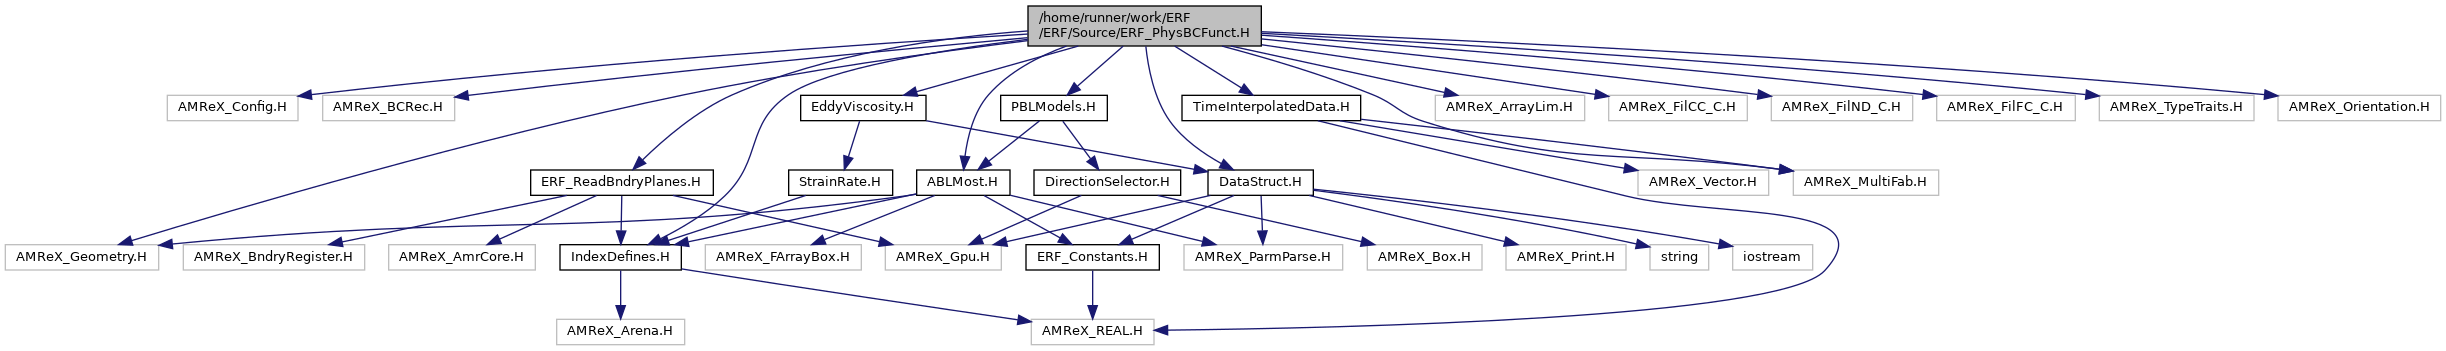 /home/runner/work/ERF
/ERF/Source/ERF_PhysBCFunct.H
AMReX_Config.H
AMReX_BCRec.H
EddyViscosity.H
PBLModels.H
TimeInterpolatedData.H
AMReX_ArrayLim.H
AMReX_FilCC_C.H
AMReX_FilND_C.H
AMReX_FilFC_C.H
AMReX_TypeTraits.H
AMReX_Orientation.H
ERF_ReadBndryPlanes.H
StrainRate.H
ABLMost.H
DirectionSelector.H
DataStruct.H
AMReX_Vector.H
AMReX_MultiFab.H
AMReX_Geometry.H
AMReX_BndryRegister.H
AMReX_AmrCore.H
IndexDefines.H
AMReX_FArrayBox.H
AMReX_Gpu.H
ERF_Constants.H
AMReX_ParmParse.H
AMReX_Box.H
AMReX_Print.H
string
iostream
AMReX_Arena.H
AMReX_REAL.H